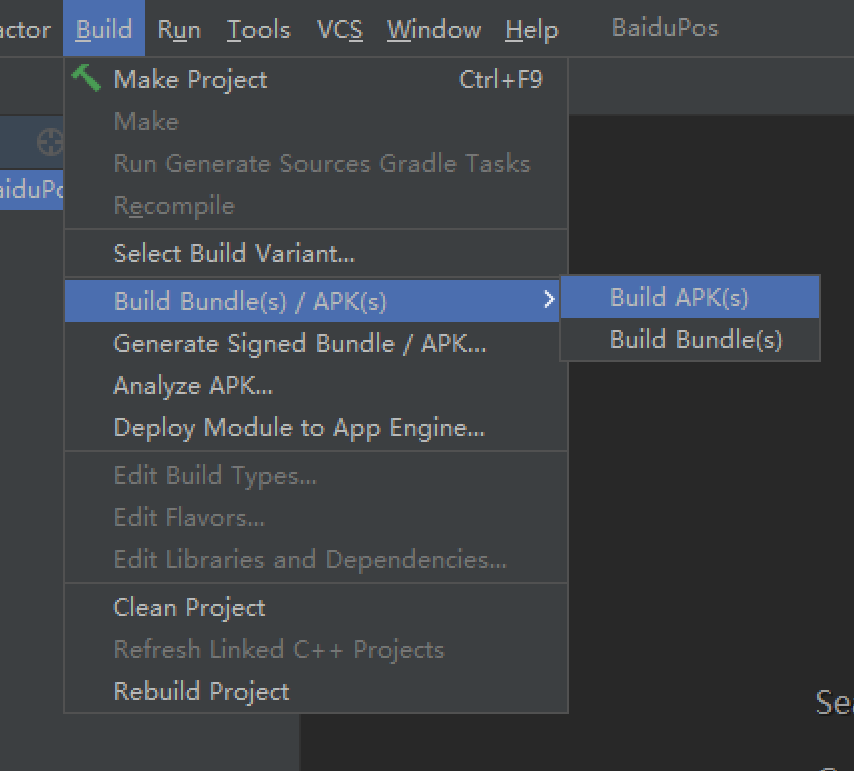 actor Build Run Tools VCS Window Help BaiduPos
Make Project Ctrl+F9
Make
Run Generate Sources Gradle Tasks
aiduPo
Recompile
Select Build Variant...
Build Bundle(s) / APK(s)
Build APK(s)
Generate Signed Bundle / APK...
Build Bundle(s)
Analyze APK...
Deploy Module to App Engine...
Edit Build Types...
Edit Flavors...
Edit Libraries and Dependencies...
Clean Project
Refresh Linked C++ Projects
Rebuild Project
Se